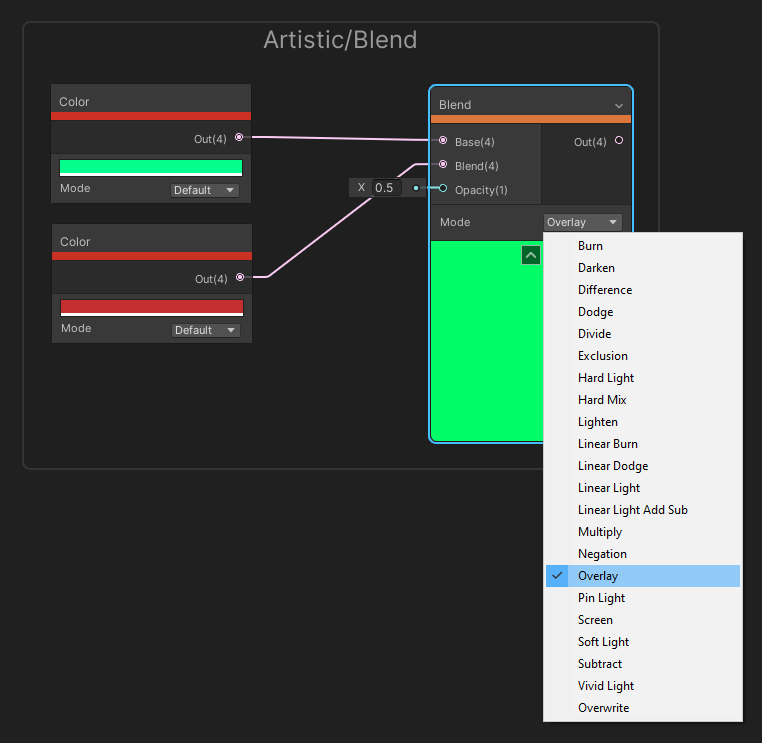 Artistic/Blend
Color
Out(4)
Mode
Default
Color
Out(4)
Mode
Default
X 0.5
Blend
Base(4)
Out(4)
Blend(4)
Opacity(1)
Mode
Overlay
Burn
Darken
Difference
Dodge
Divide
Exclusion
Hard Light
Hard Mix
Lighten
Linear Burn
Linear Dodge
Linear Light
Linear Light Add Sub
Multiply
Negation
Overlay
Pin Light
Screen
Soft Light
Subtract
Vivid Light
Overwrite